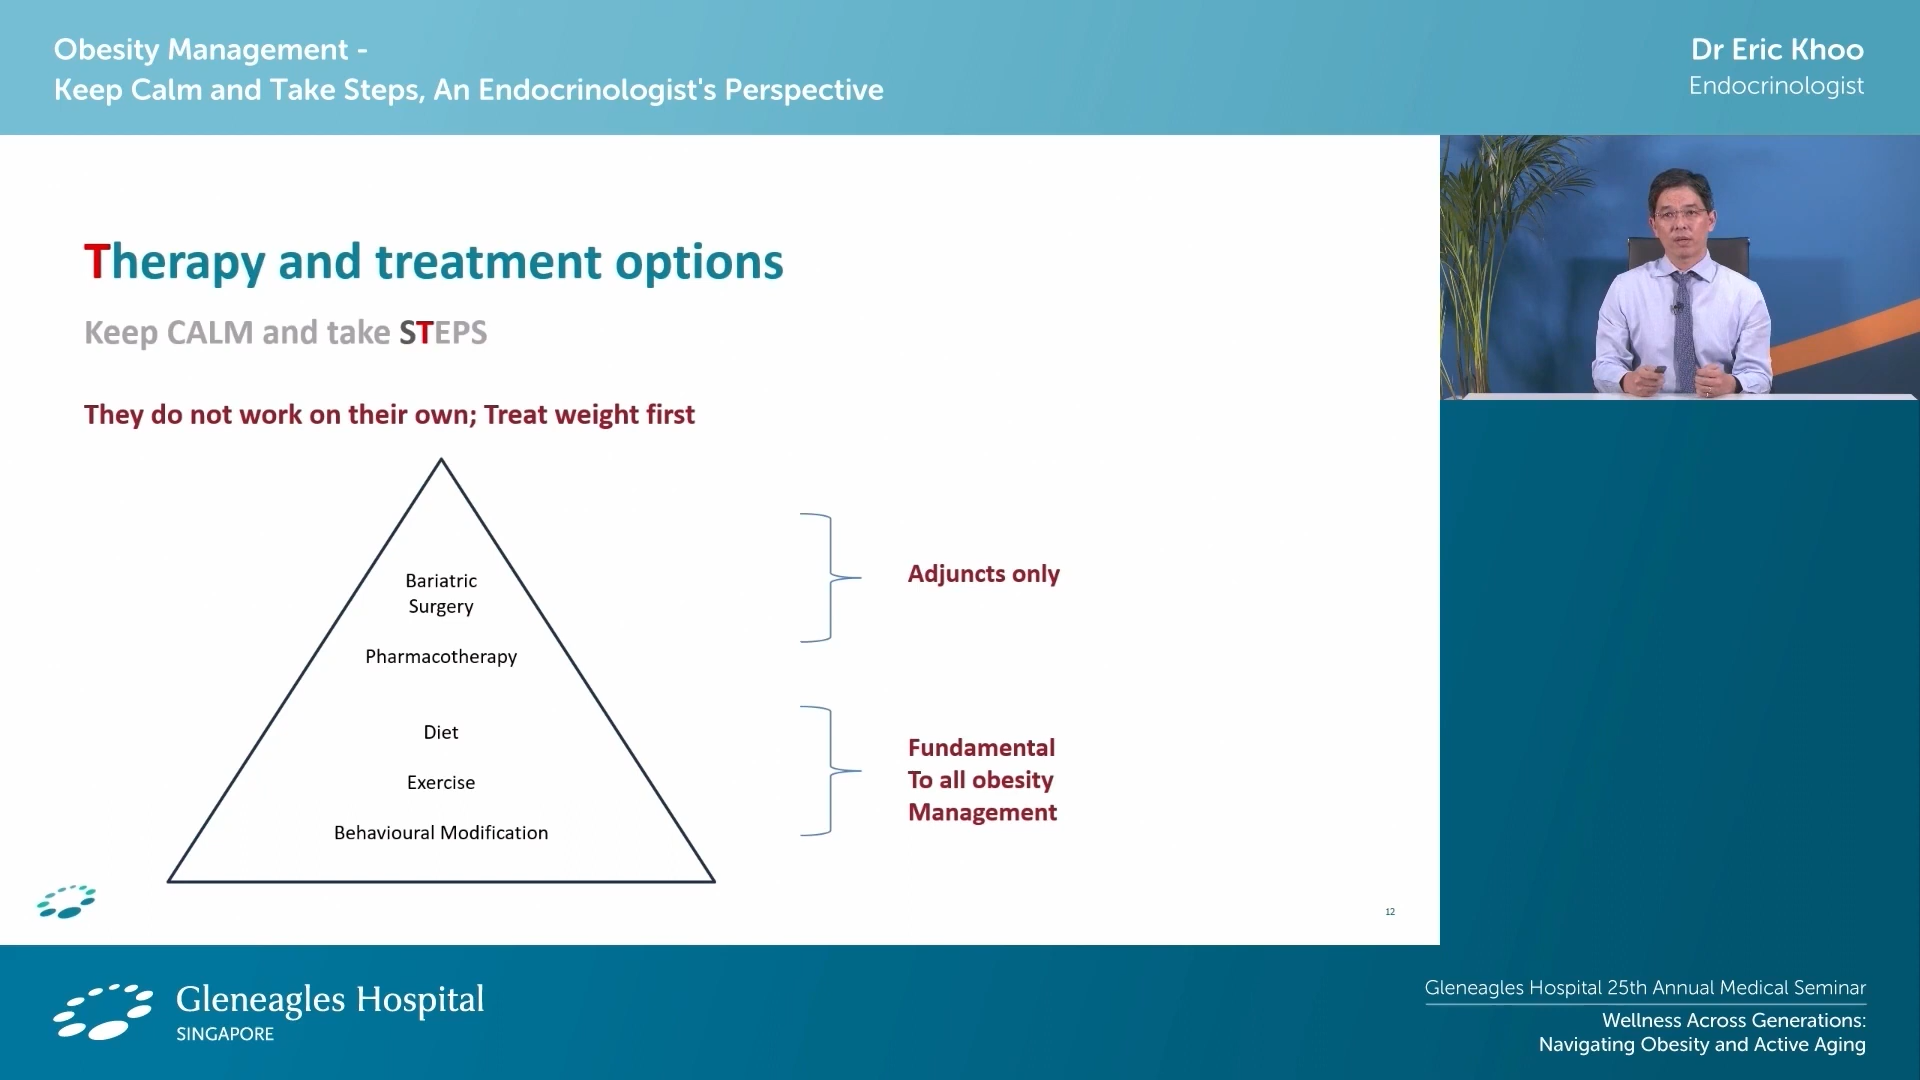 Obesity Management -
Keep Calm and Take Steps, An Endocrinologist's Perspective
Dr Eric Khoo
Endocrinologist
Therapy and treatment options
Keep CALM and take STEPS
They do not work on their own; Treat weight first
Bariatric
Surgery
Pharmacotherapy
Diet
Exercise
Behavioural Modification
Adjuncts only
Fundamental
To all obesity
Management
12
Gleneagles Hospital
SINGAPORE
Gleneagles Hospital 25th Annual Medical Seminar
Wellness Across Generations:
Navigating Obesity and Active Aging